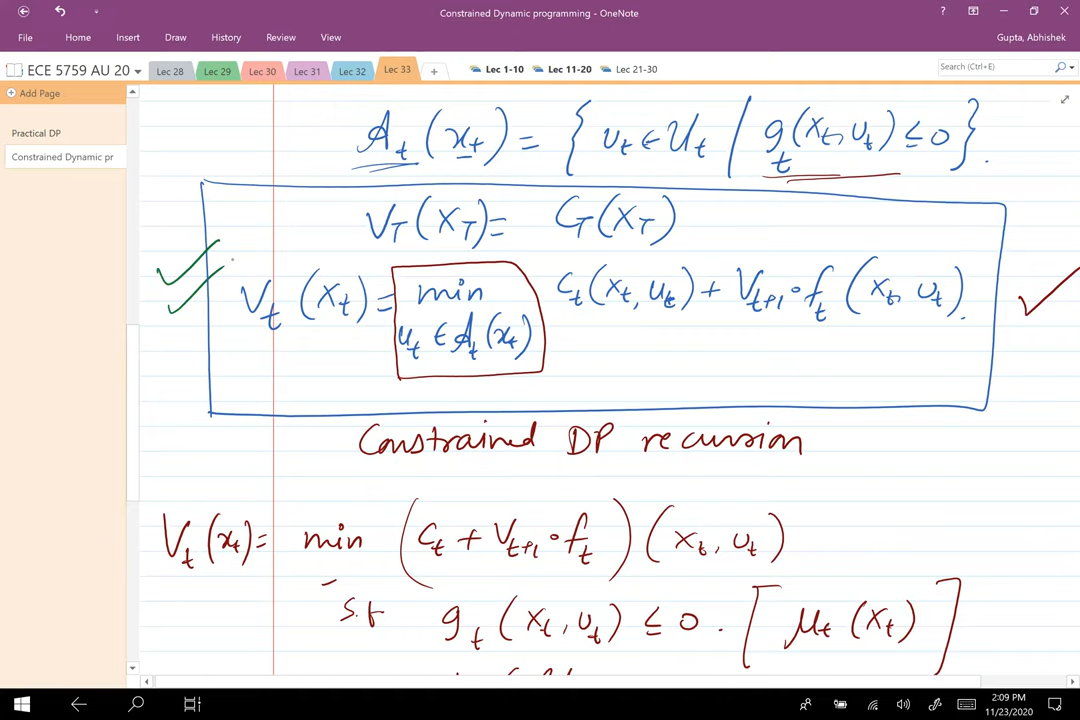 Constrained Dynamic programming - OneNote
?
File Home Insert Draw History Review View
Gupta, Abhishek
ECE 5759 AU 20
Lec 28 Lec 29 Lec 30 Lec 31 Lec 32 Lec 33 +
Lec 1-10 Lec 11-20 Lec 21-30
Search (Ctrl+E)
Add Page
Practical DP
Constrained Dynamic pr
A_t (x_t) = { u_t ∈ U_t | g_t(x_t, u_t) ≤ 0 }.
V_T (x_T) = C_T(x_T)
V_t (x_t) = min C_t(x_t, u_t) + V_{t+1} ∘ f_t (x_t, u_t).
u_t ∈ A_t(x_t)
Constrained DP recursion
V_t(x_t) = min (C_t + V_{t+1} ∘ f_t) (x_t, u_t)
s.t g_t (x_t, u_t) ≤ 0. [ μ_t (x_t) ]
2:09 PM
11/23/2020